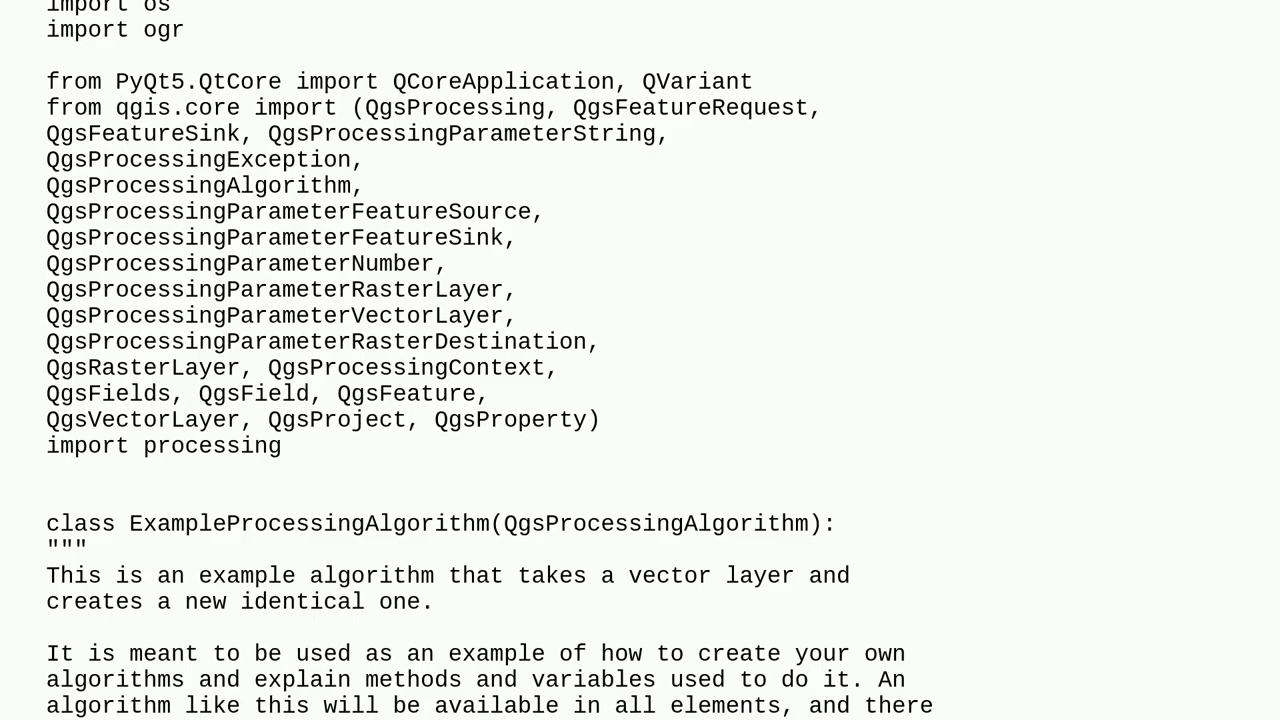 import os
import ogr
from PyQt5.QtCore import QCoreApplication, QVariant
from qgis.core import (QgsProcessing, QgsFeatureRequest,
QgsFeatureSink, QgsProcessingParameterString,
QgsProcessingException,
QgsProcessingAlgorithm,
QgsProcessingParameterFeatureSource,
QgsProcessingParameterFeatureSink,
QgsProcessingParameterNumber,
QgsProcessingParameterRasterLayer,
QgsProcessingParameterVectorLayer,
QgsProcessingParameterRasterDestination,
QgsRasterLayer, QgsProcessingContext,
QgsFields, QgsField, QgsFeature,
QgsVectorLayer, QgsProject, QgsProperty)
import processing
class ExampleProcessingAlgorithm(QgsProcessingAlgorithm):
"""
This is an example algorithm that takes a vector layer and
creates a new identical one.
It is meant to be used as an example of how to create your own
algorithms and explain methods and variables used to do it. An
algorithm like this will be available in all elements, and there